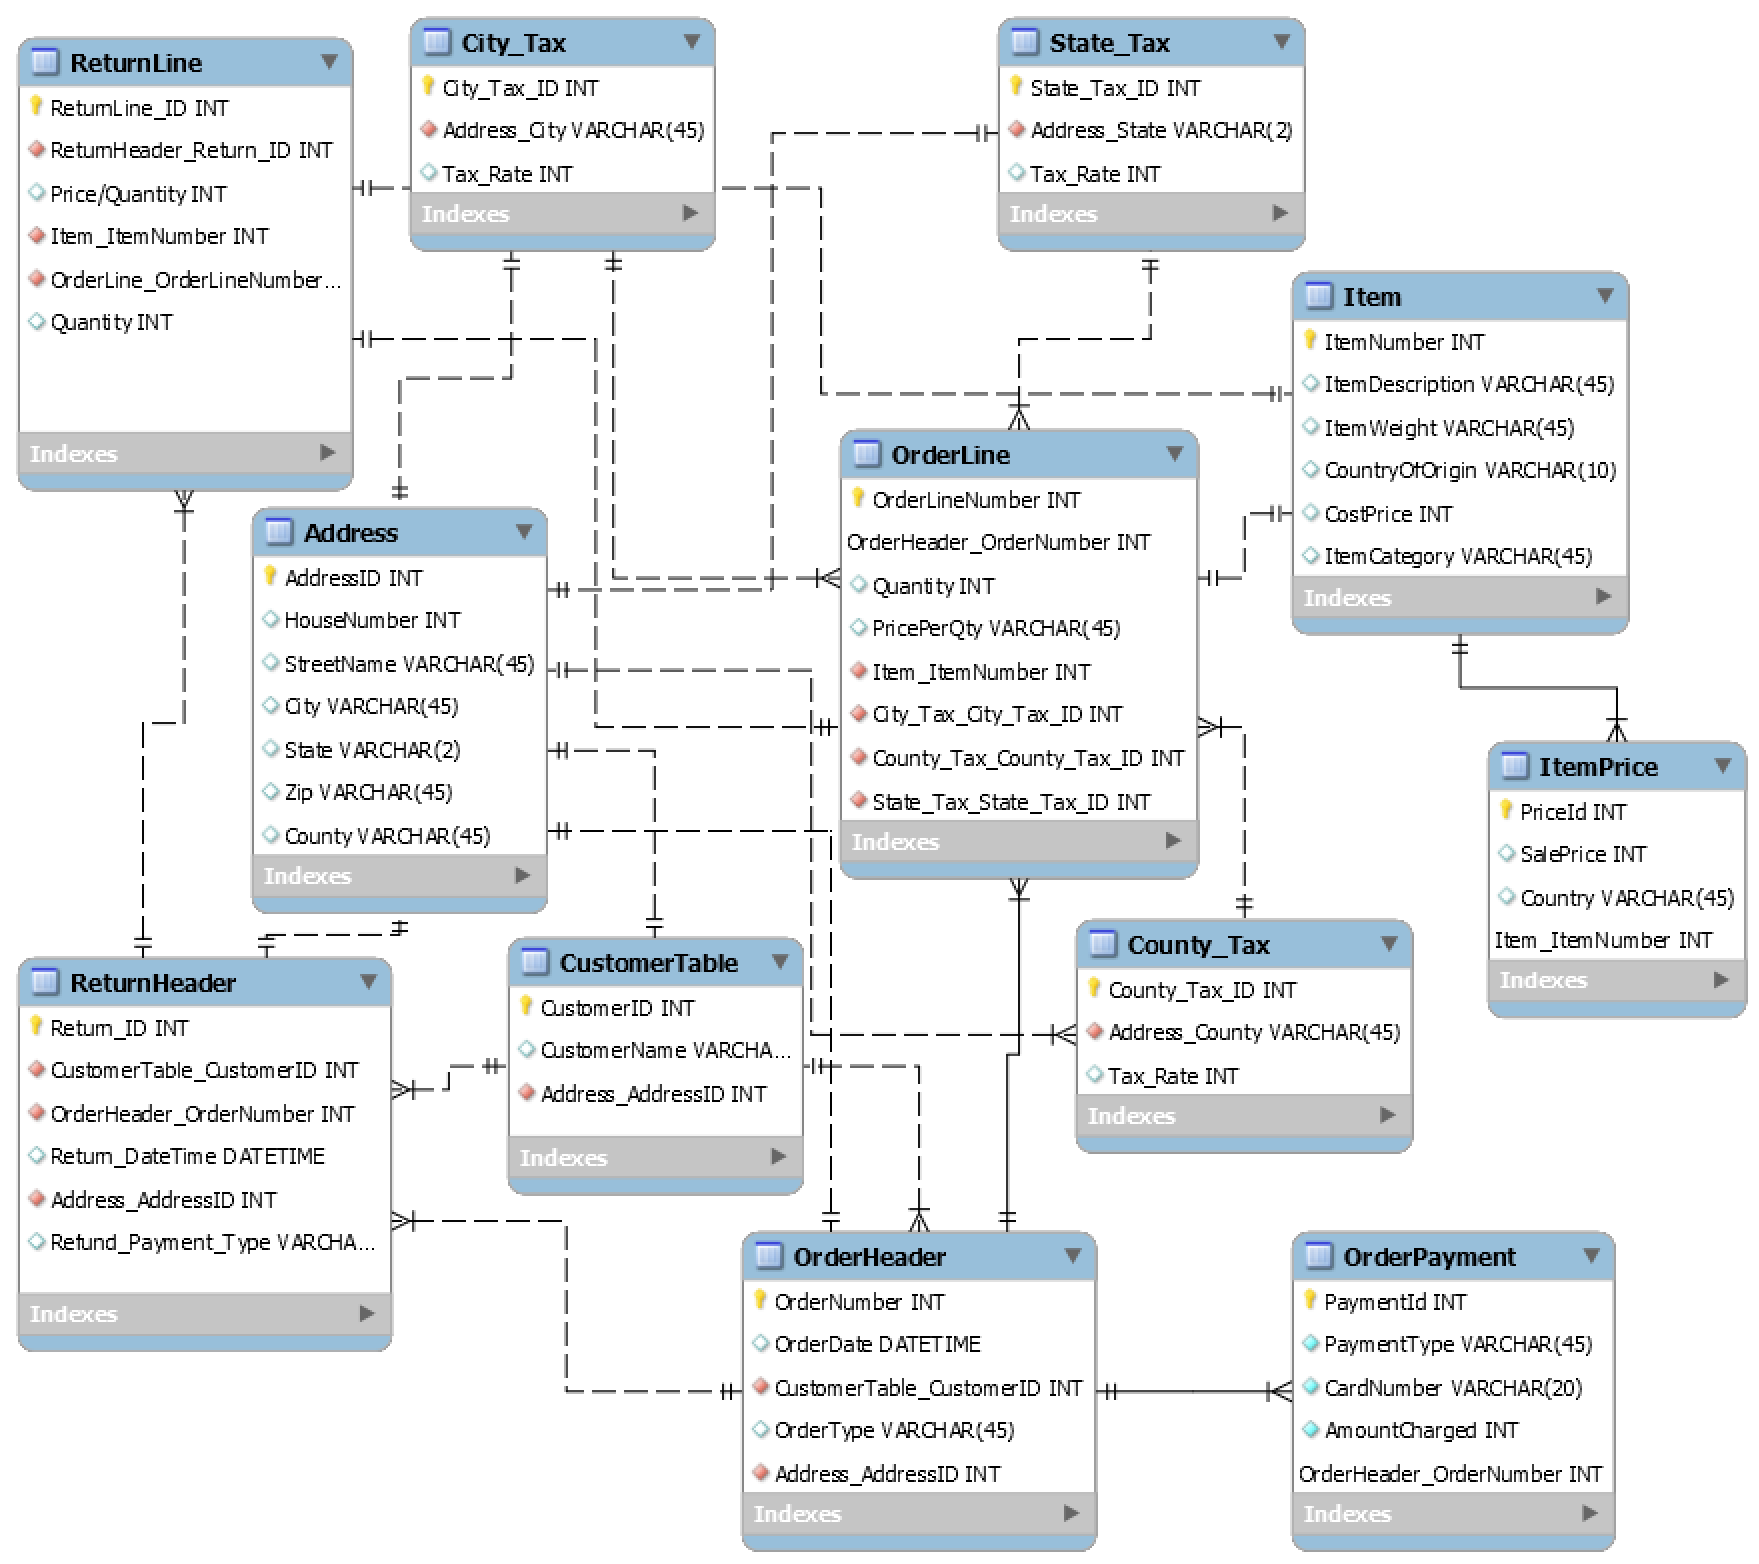 ReturnLine
ReturnLine_ID INT
ReturnHeader_Return_ID INT
Price/Quantity INT
Item_ItemNumber INT
OrderLine_OrderLineNumber...
Quantity INT
Indexes
City_Tax
City_Tax_ID INT
Address_City VARCHAR(45)
Tax_Rate INT
Indexes
State_Tax
State_Tax_ID INT
Address_State VARCHAR(2)
Tax_Rate INT
Indexes
Item
ItemNumber INT
ItemDescription VARCHAR(45)
ItemWeight VARCHAR(45)
CountryOfOrigin VARCHAR(10)
CostPrice INT
ItemCategory VARCHAR(45)
Indexes
OrderLine
OrderLineNumber INT
OrderHeader_OrderNumber INT
Quantity INT
PricePerQty VARCHAR(45)
Item_ItemNumber INT
City_Tax_City_Tax_ID INT
County_Tax_County_Tax_ID INT
State_Tax_State_Tax_ID INT
Indexes
Address
AddressID INT
HouseNumber INT
StreetName VARCHAR(45)
City VARCHAR(45)
State VARCHAR(2)
Zip VARCHAR(45)
County VARCHAR(45)
Indexes
ItemPrice
PriceId INT
SalePrice INT
Country VARCHAR(45)
Item_ItemNumber INT
Indexes
ReturnHeader
Return_ID INT
CustomerTable_CustomerID INT
OrderHeader_OrderNumber INT
Return_DateTime DATETIME
Address_AddressID INT
Refund_Payment_Type VARCHA...
Indexes
CustomerTable
CustomerID INT
CustomerName VARCHA...
Address_AddressID INT
Indexes
County_Tax
County_Tax_ID INT
Address_County VARCHAR(45)
Tax_Rate INT
Indexes
OrderHeader
OrderNumber INT
OrderDate DATETIME
CustomerTable_CustomerID INT
OrderType VARCHAR(45)
Address_AddressID INT
Indexes
OrderPayment
PaymentId INT
PaymentType VARCHAR(45)
CardNumber VARCHAR(20)
AmountCharged INT
OrderHeader_OrderNumber INT
Indexes